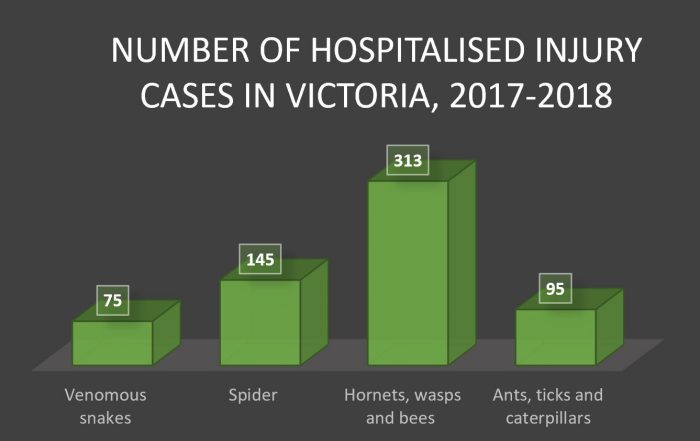 NUMBER OF HOSPITALISED INJURY
CASES IN VICTORIA, 2017-2018
75
145
313
95
Venomous
snakes
Spider
Hornets, wasps
and bees
Ants, ticks and
caterpillars